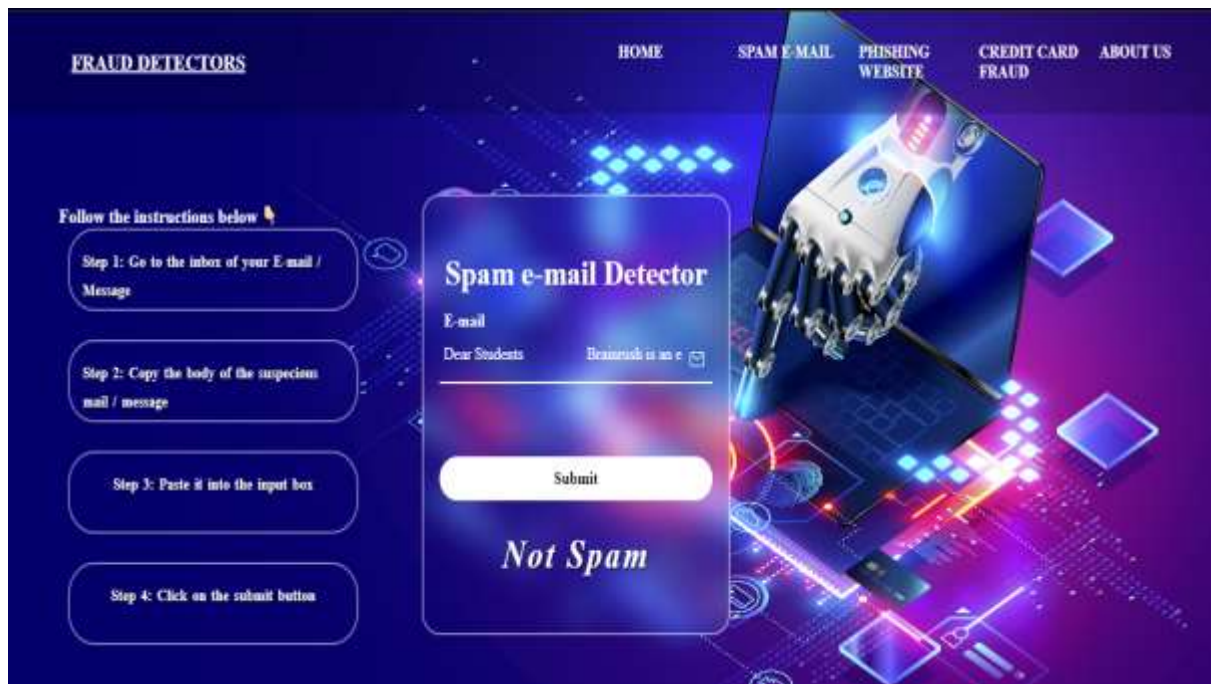 FRAUD DETECTORS
HOME
SPAM E-MAIL
PHISHING
WEBSITE
CREDIT CARD
FRAUD
ABOUT US
Follow the instructions below 👇
Step 1: Go to the inbox of your E-mail /
Message
Step 2: Copy the body of the suspecious
mail / message
Step 3: Paste it into the input box
Step 4: Click on the submit button
Spam e-mail Detector
E-mail
Dear Students Brainrush is an e
Submit
Not Spam